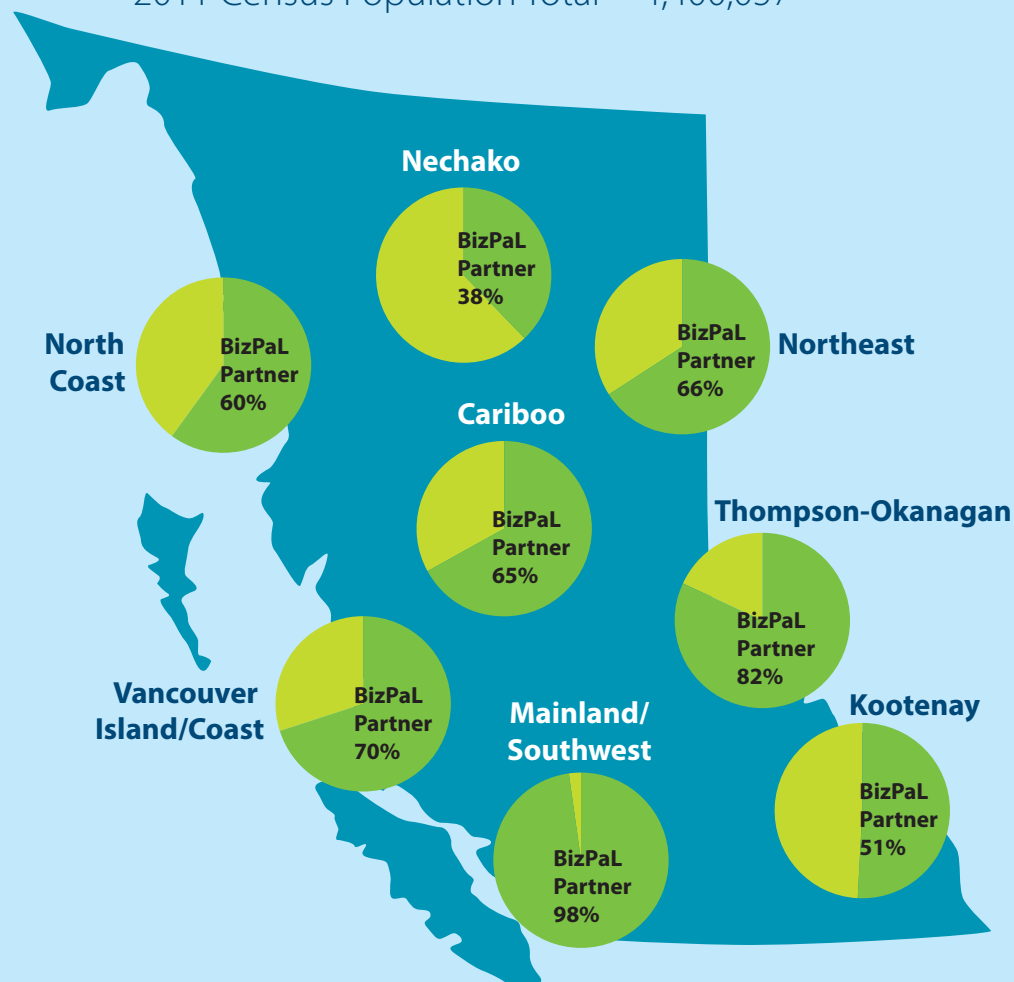 Nechako
BizPaL
Partner
38%
North
Coast
BizPaL
Partner
60%
BizPaL
Partner
66%
Northeast
Cariboo
BizPaL
Partner
65%
Thompson-Okanagan
BizPaL
Partner
82%
Vancouver
Island/Coast
BizPaL
Partner
70%
Mainland/
Southwest
BizPaL
Partner
98%
Kootenay
BizPaL
Partner
51%